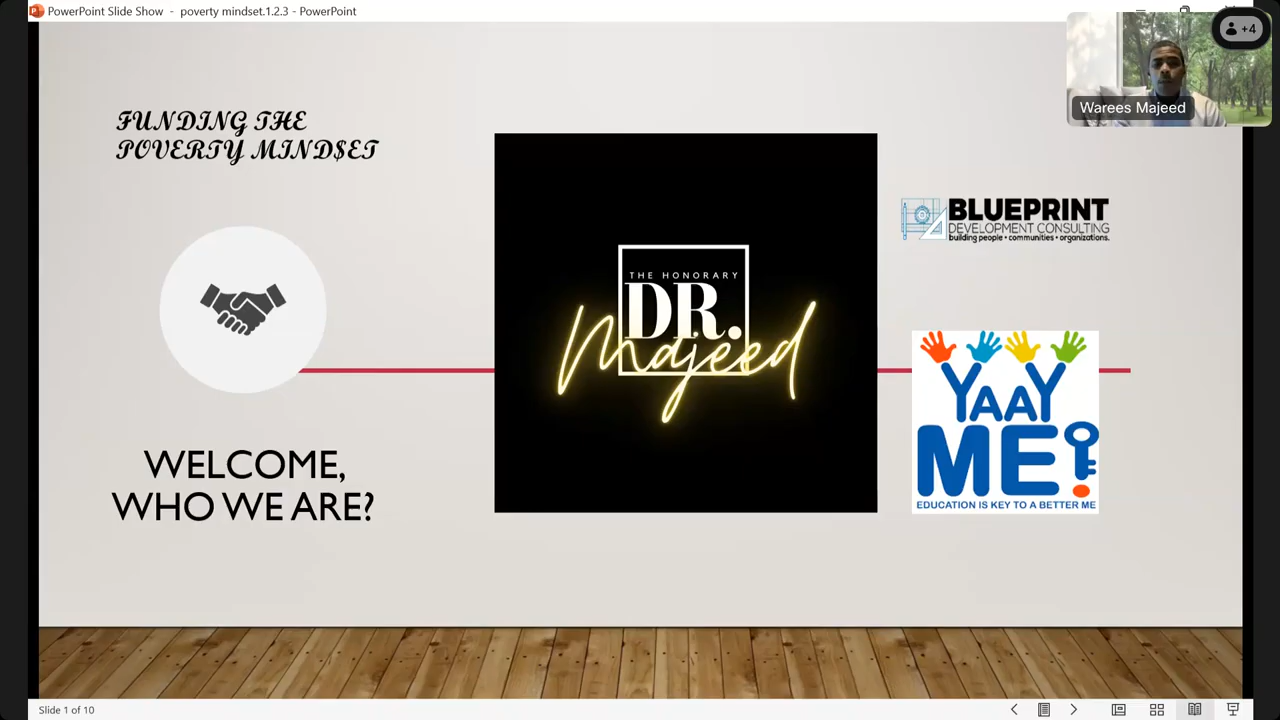 PowerPoint Slide Show - poverty mindset.1.2.3 - PowerPoint
+4
Warees Majeed
FUNDING THE
POVERTY MIND$ET
BLUEPRINT
DEVELOPMENT CONSULTING
building people • communities • organizations.
THE HONORARY
DR.
Majeed
YAAY
ME!
EDUCATION IS KEY TO A BETTER ME
WELCOME,
WHO WE ARE?
Slide 1 of 10